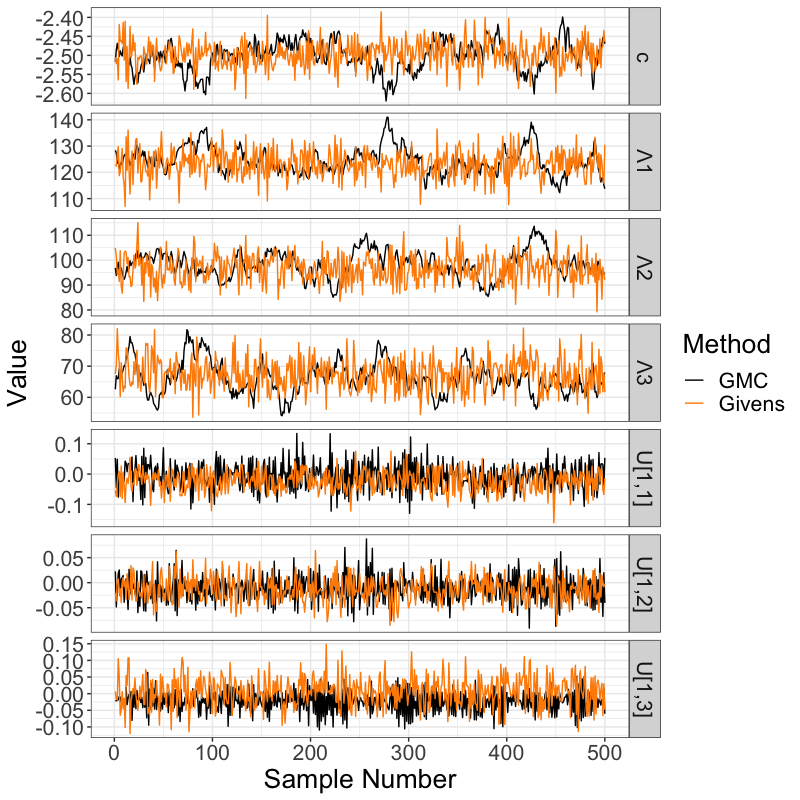 Value
-2.40
-2.45
-2.50
-2.55
-2.60
c
140
130
120
110
Λ1
110
100
90
80
Λ2
80
70
60
Λ3
0.1
0.0
-0.1
U[1,1]
0.05
0.00
-0.05
U[1,2]
0.15
0.10
0.05
0.00
-0.05
-0.10
U[1,3]
0 100 200 300 400 500
Sample Number
Method
GMC
Givens